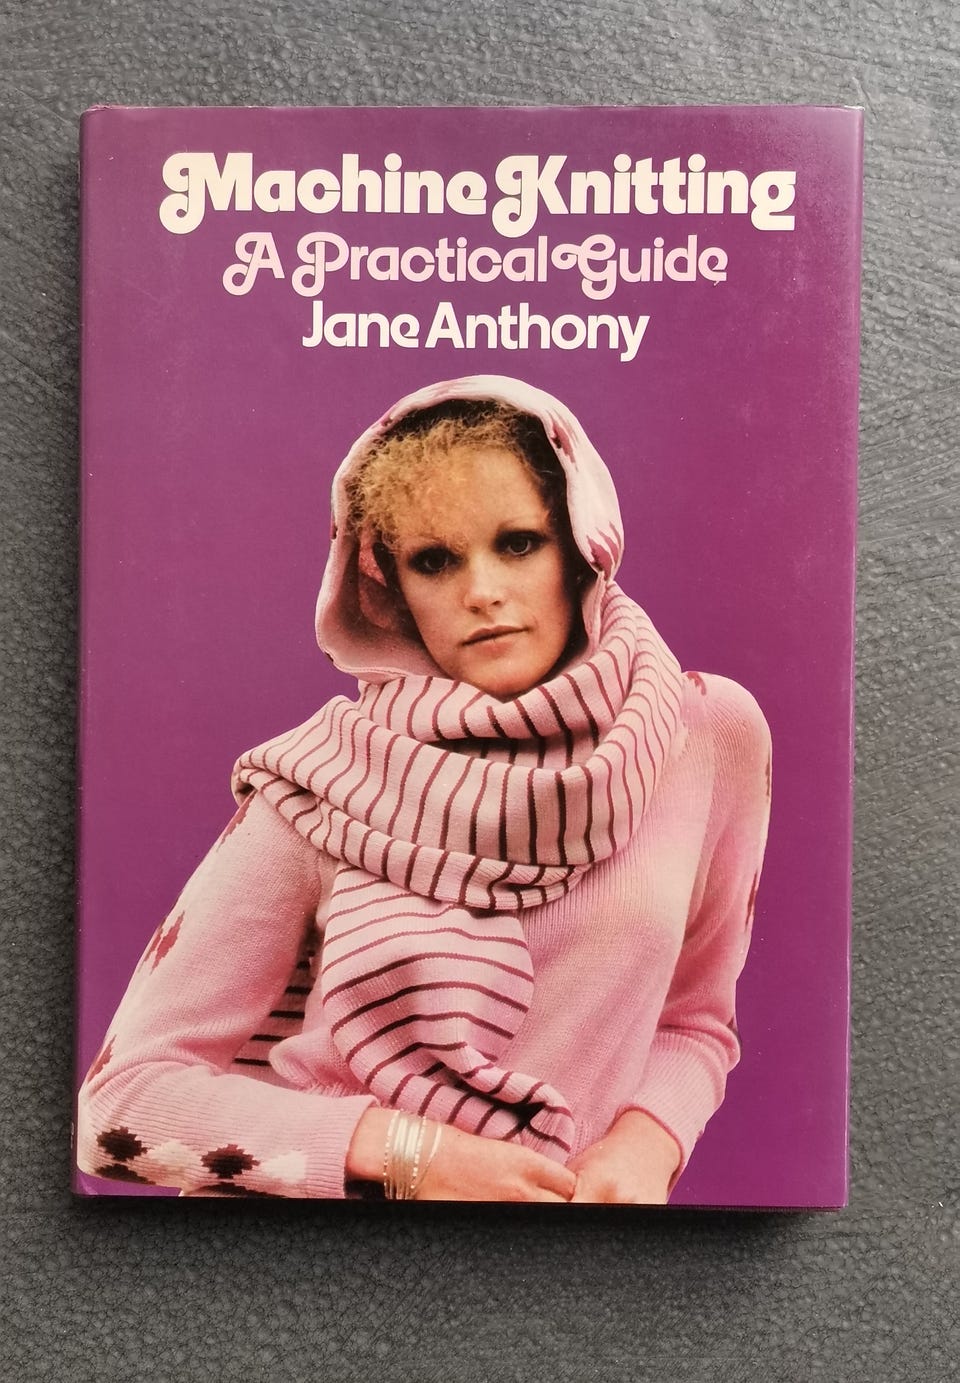 Machine Knitting
A Practical Guide
Jane Anthony